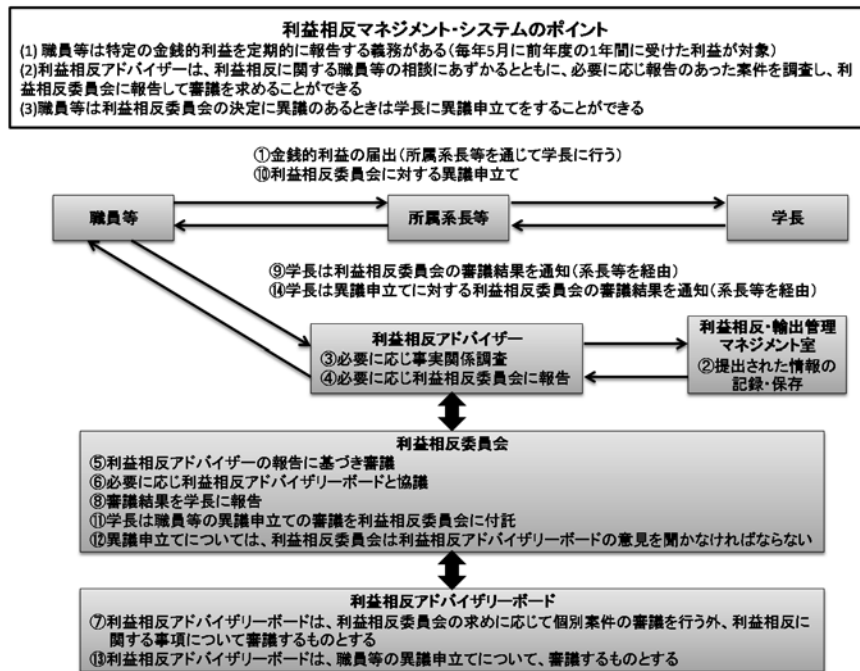 利益相反マネジメント・システムのポイント
(1) 職員等は特定の金銭的利益を定期的に報告する義務がある(毎年5月に前年度の1年間に受けた利益が対象)
(2)利益相反アドバイザーは、利益相反に関する職員等の相談にあずかるとともに、必要に応じ報告のあった案件を調査し、利
益相反委員会に報告して審議を求めることができる
(3)職員等は利益相反委員会の決定に異議のあるときは学長に異議申立てをすることができる
①金銭的利益の届出(所属系長等を通じて学長に行う)
⑩利益相反委員会に対する異議申立て
職員等
所属系長等
学長
⑨学長は利益相反委員会の審議結果を通知(系長等を経由)
⑭学長は異議申立てに対する利益相反委員会の審議結果を通知(系長等を経由)
利益相反アドバイザー
③必要に応じ事実関係調査
④必要に応じ利益相反委員会に報告
利益相反・輸出管理
マネジメント室
②提出された情報の
記録・保存
利益相反委員会
⑤利益相反アドバイザーの報告に基づき審議
⑥必要に応じ利益相反アドバイザリーボードと協議
⑧審議結果を学長に報告
⑪学長は職員等の異議申立ての審議を利益相反委員会に付託
⑫異議申立てについては、利益相反委員会は利益相反アドバイザリーボードの意見を聞かなければならない
利益相反アドバイザリーボード
⑦利益相反アドバイザリーボードは、利益相反委員会の求めに応じて個別案件の審議を行う外、利益相反に
関する事項について審議するものとする
⑬利益相反アドバイザリーボードは、職員等の異議申立てについて、審議するものとする